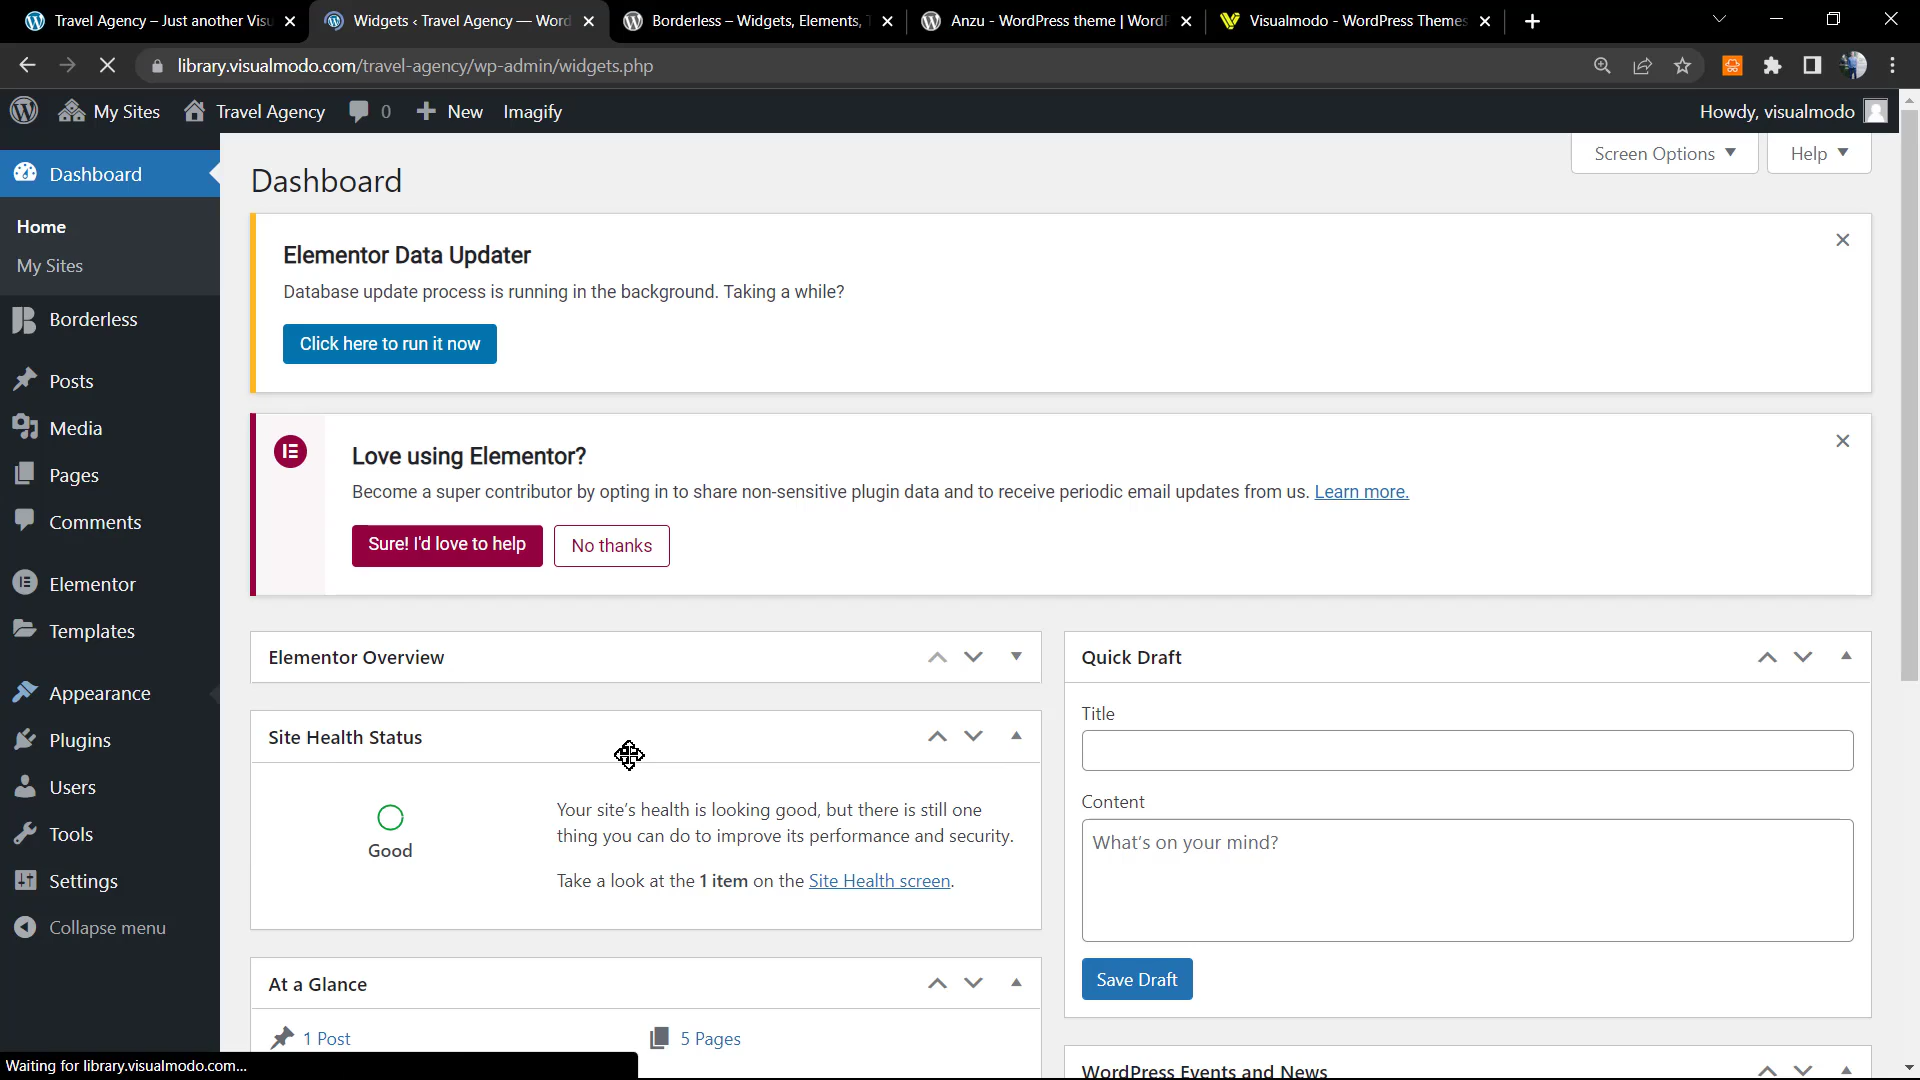 Travel Agency – Just another Visu
Widgets ‹ Travel Agency — Word
Borderless – Widgets, Elements, T
Anzu - WordPress theme | WordP
Visualmodo - WordPress Themes
library.visualmodo.com/travel-agency/wp-admin/widgets.php
My Sites
Travel Agency
0
New
Imagify
Howdy, visualmodo
Dashboard
Home
My Sites
Borderless
Posts
Media
Pages
Comments
Elementor
Templates
Appearance
Plugins
Users
Tools
Settings
Collapse menu
Dashboard
Screen Options
Help
Elementor Data Updater
Database update process is running in the background. Taking a while?
Click here to run it now
Love using Elementor?
Become a super contributor by opting in to share non-sensitive plugin data and to receive periodic email updates from us. Learn more.
Sure! I'd love to help
No thanks
Elementor Overview
Site Health Status
Good
Your site's health is looking good, but there is still one
thing you can do to improve its performance and security.
Take a look at the 1 item on the Site Health screen.
At a Glance
1 Post
5 Pages
Quick Draft
Title
Content
What's on your mind?
Save Draft
WordPress Events and News
Waiting for library.visualmodo.com...